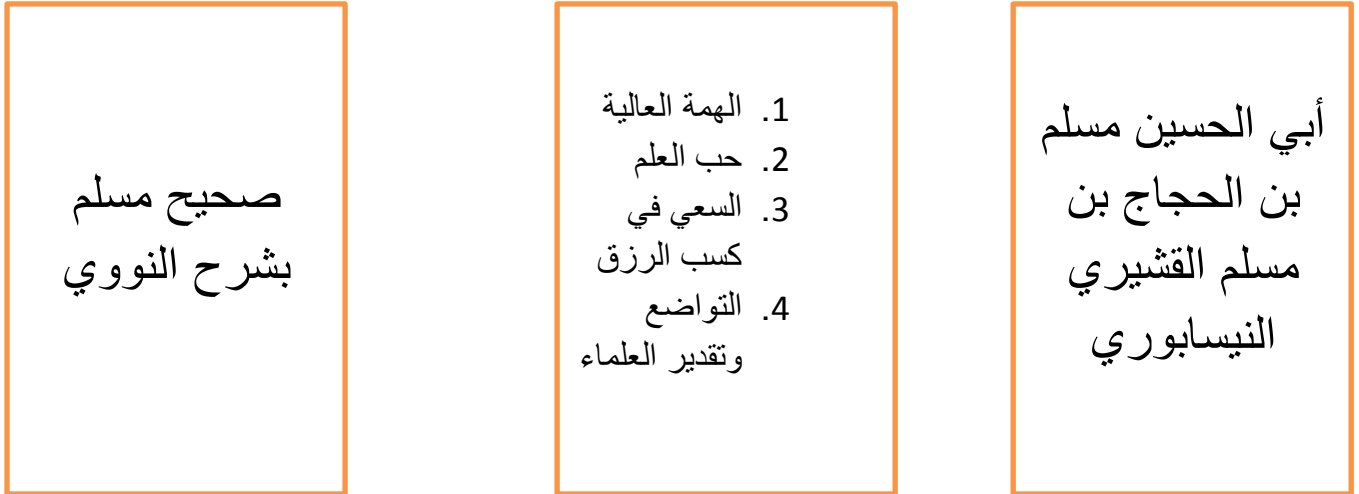 أبي الحسين مسلم
بن الحجاج بن
مسلم القشيري
النيسابوري
1. الهمة العالية
2. حب العلم
3. السعي في
كسب الرزق
4. التواضع
وتقدير العلماء
صحيح مسلم
بشرح النووي